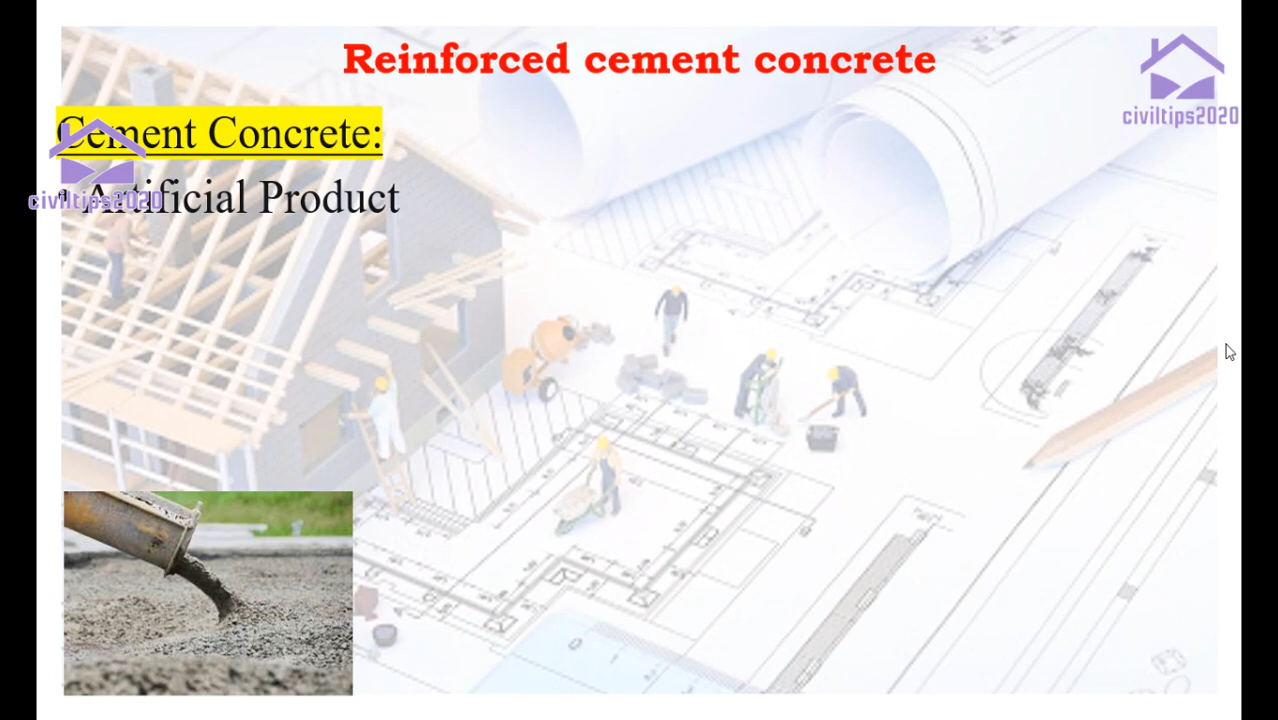 Reinforced cement concrete
civiltips2020
Cement Concrete:
Artificial Product
civiltips2020